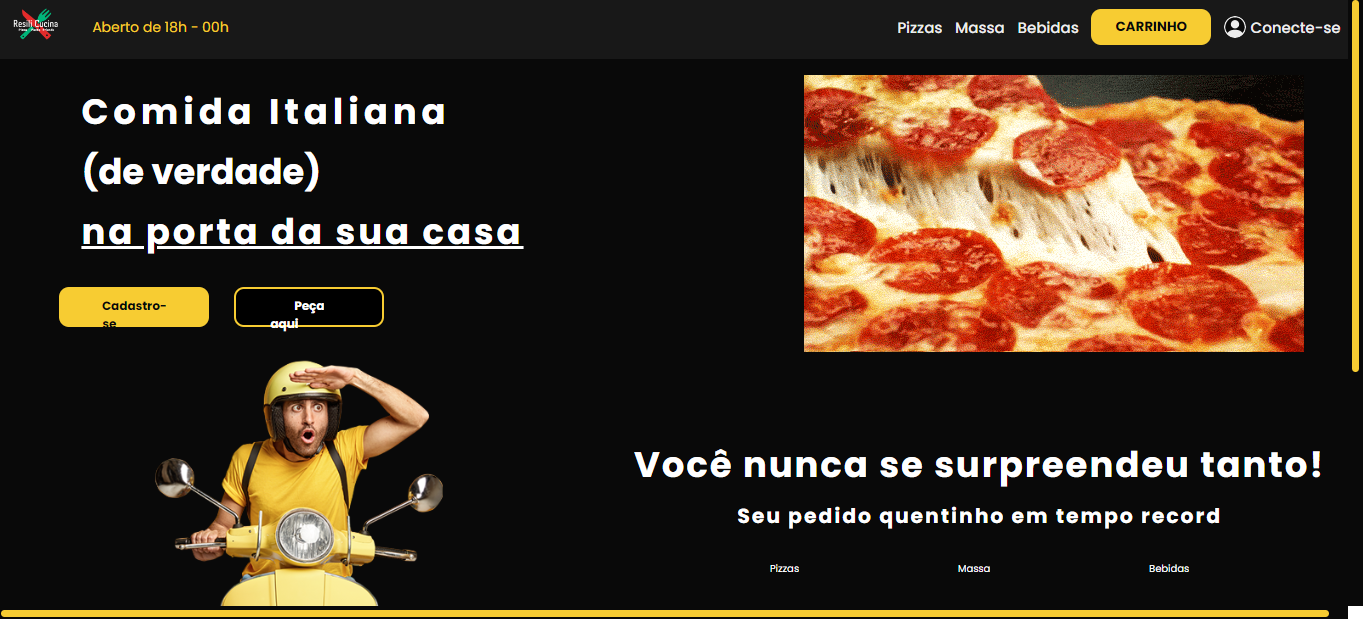 Resili Cucina
Aberto de 18h - 00h
Pizzas
Massa
Bebidas
CARRINHO
Conecte-se
Comida Italiana
(de verdade)
na porta da sua casa
Cadastro-
se
Peça
aqui
Você nunca se surpreendeu tanto!
Seu pedido quentinho em tempo record
Pizzas
Massa
Bebidas